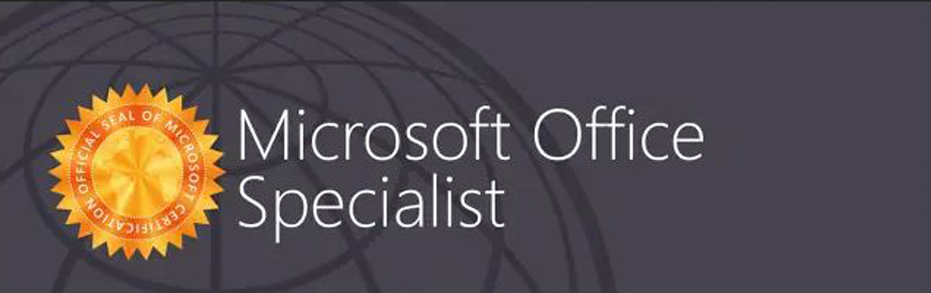 OFFICIAL SEAL OF MICROSOFT CERTIFICATION
Microsoft Office
Specialist